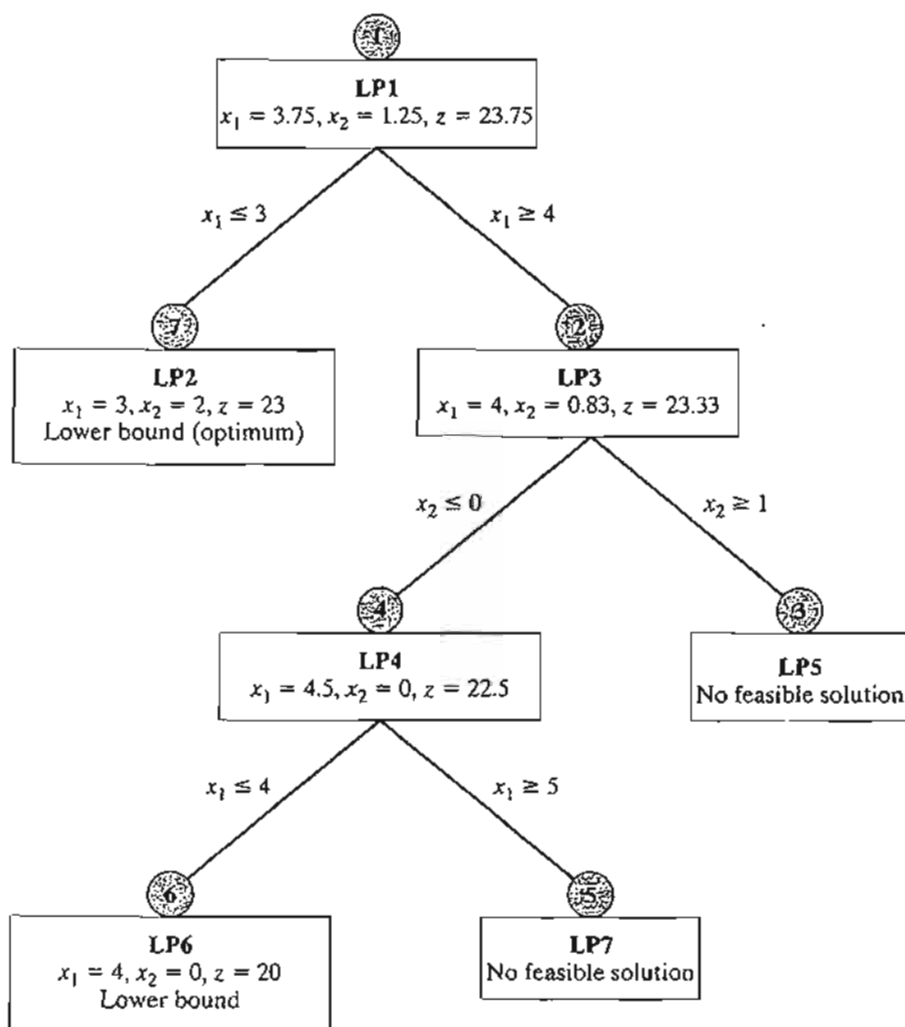 1
LP1
x₁ = 3.75, x₂ = 1.25, z = 23.75
x₁ ≤ 3
x₁ ≥ 4
7
2
LP2
x₁ = 3, x₂ = 2, z = 23
Lower bound (optimum)
LP3
x₁ = 4, x₂ = 0.83, z = 23.33
x₂ ≤ 0
x₂ ≥ 1
4
3
LP4
x₁ = 4.5, x₂ = 0, z = 22.5
LP5
No feasible solution
x₁ ≤ 4
x₁ ≥ 5
6
5
LP6
x₁ = 4, x₂ = 0, z = 20
Lower bound
LP7
No feasible solution